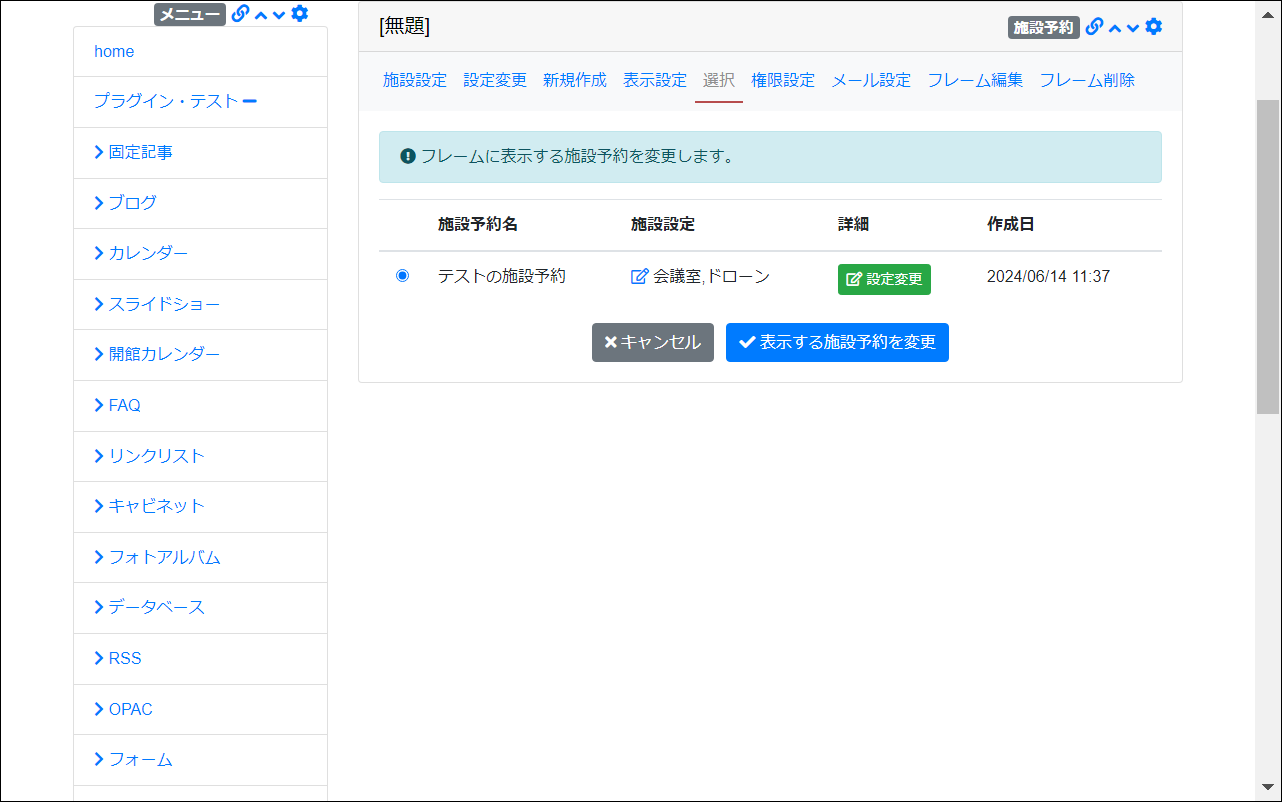 メニュー
home
プラグイン・テスト
固定記事
ブログ
カレンダー
スライドショー
開館カレンダー
FAQ
リンクリスト
キャビネット
フォトアルバム
データベース
RSS
OPAC
フォーム
[無題] 施設予約
施設設定 設定変更 新規作成 表示設定 選択 権限設定 メール設定 フレーム編集 フレーム削除
フレームに表示する施設予約を変更します。
施設予約名 施設設定 詳細 作成日
テストの施設予約 会議室,ドローン 設定変更 2024/06/14 11:37
キャンセル 表示する施設予約を変更